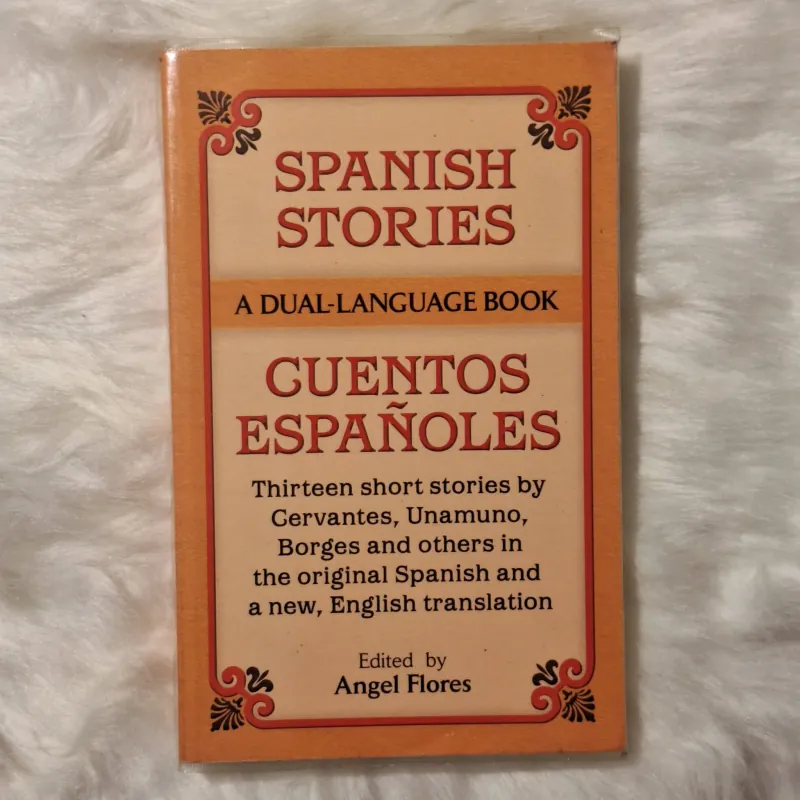 SPANISH
STORIES
A DUAL-LANGUAGE BOOK
CUENTOS
ESPAÑOLES
Thirteen short stories by
Cervantes, Unamuno,
Borges and others in
the original Spanish and
a new, English translation
Edited by
Angel Flores